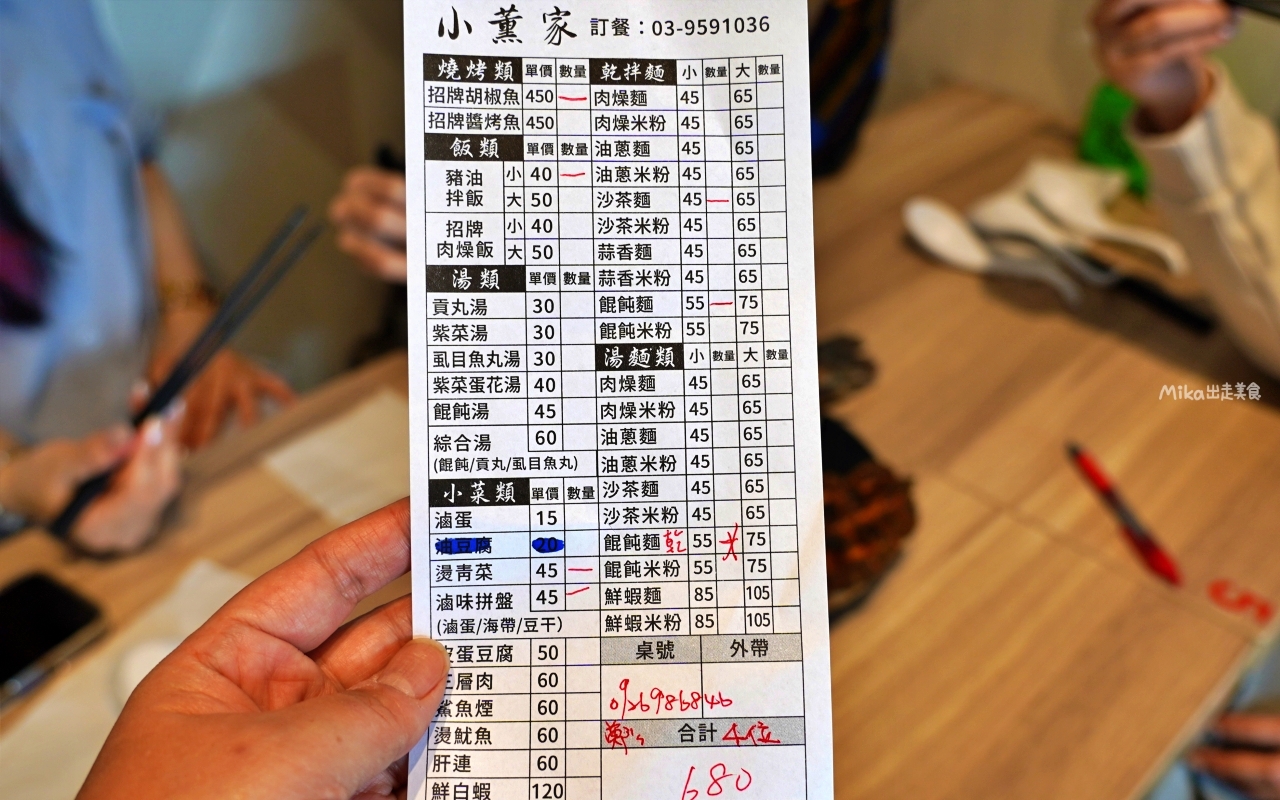 小薰家 訂餐：03-9591036
燒烤類 單價 數量
招牌胡椒魚 450 一
招牌醬烤魚 450
飯類 單價 數量
豬油拌飯 小 40 一
大 50
招牌肉燥飯 小 40
大 50
湯類 單價 數量
貢丸湯 30
紫菜湯 30
虱目魚丸湯 30
紫菜蛋花湯 40
餛飩湯 45
綜合湯 60
(餛飩/貢丸/虱目魚丸)
小菜類 單價 數量
滷蛋 15
油豆腐 20
燙青菜 45 一
滷味拼盤 45 一
(滷蛋/海帶/豆干)
皮蛋豆腐 50
三層肉 60
鯊魚煙 60
燙魷魚 60
肝連 60
鮮白蝦 120
乾拌麵 小 數量 大 數量
肉燥麵 45 65
肉燥米粉 45 65
油蔥麵 45 65
油蔥米粉 45 65
沙茶麵 45 一 65
沙茶米粉 45 65
蒜香麵 45 65
蒜香米粉 45 65
餛飩麵 55 一 75
餛飩米粉 55 75
湯麵類 小 數量 大 數量
肉燥麵 45 65
肉燥米粉 45 65
油蔥麵 45 65
油蔥米粉 45 65
沙茶麵 45 65
沙茶米粉 45 65
餛飩麵 乾 55 75
餛飩米粉 55 75
鮮蝦麵 85 105
鮮蝦米粉 85 105
桌號 外帶
0926986846
合計 4位
680
Mika出走美食
5